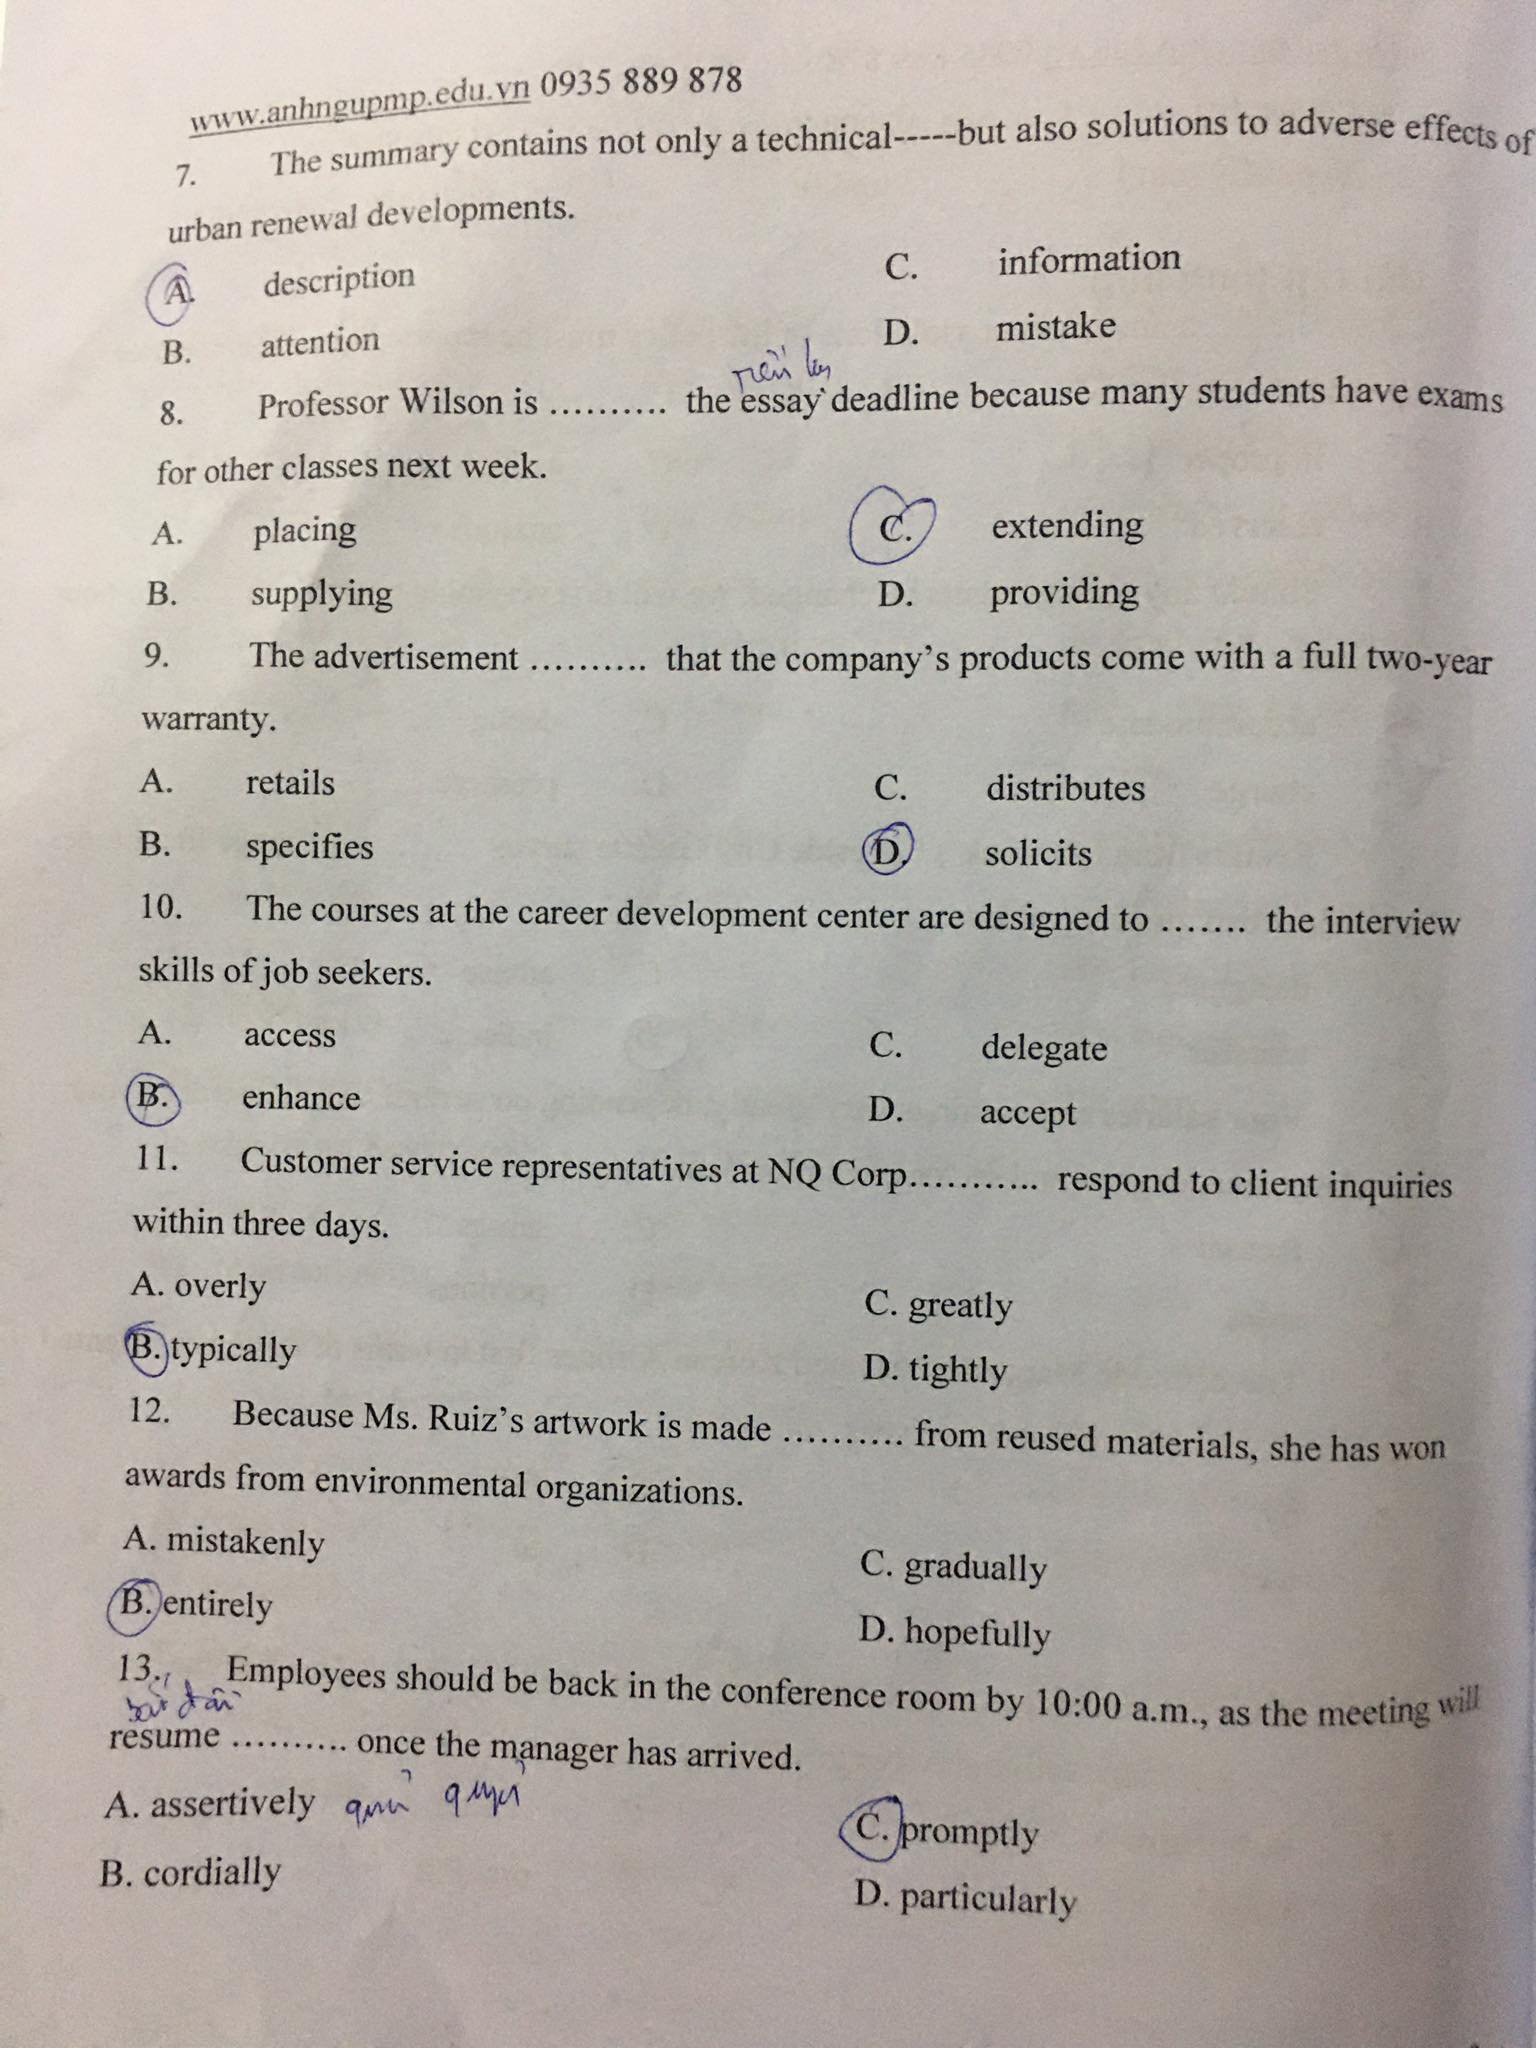 www.anhngupmp.edu.vn 0935 889 878
7. The summary contains not only a technical-----but also solutions to adverse effects of
urban renewal developments.
A. description
C. information
B. attention
D. mistake
8. Professor Wilson is .......... the essay deadline because many students have exams
for other classes next week.
A. placing
C. extending
B. supplying
D. providing
9. The advertisement .......... that the company's products come with a full two-year
warranty.
A. retails
C. distributes
B. specifies
D. solicits
10. The courses at the career development center are designed to ....... the interview
skills of job seekers.
A. access
C. delegate
B. enhance
D. accept
11. Customer service representatives at NQ Corp........... respond to client inquiries
within three days.
A. overly
C. greatly
B. typically
D. tightly
12. Because Ms. Ruiz's artwork is made .......... from reused materials, she has won
awards from environmental organizations.
A. mistakenly
C. gradually
B. entirely
D. hopefully
13. Employees should be back in the conference room by 10:00 a.m., as the meeting will
bắt đầu
resume .......... once the manager has arrived.
A. assertively quả quyết
C. promptly
B. cordially
D. particularly